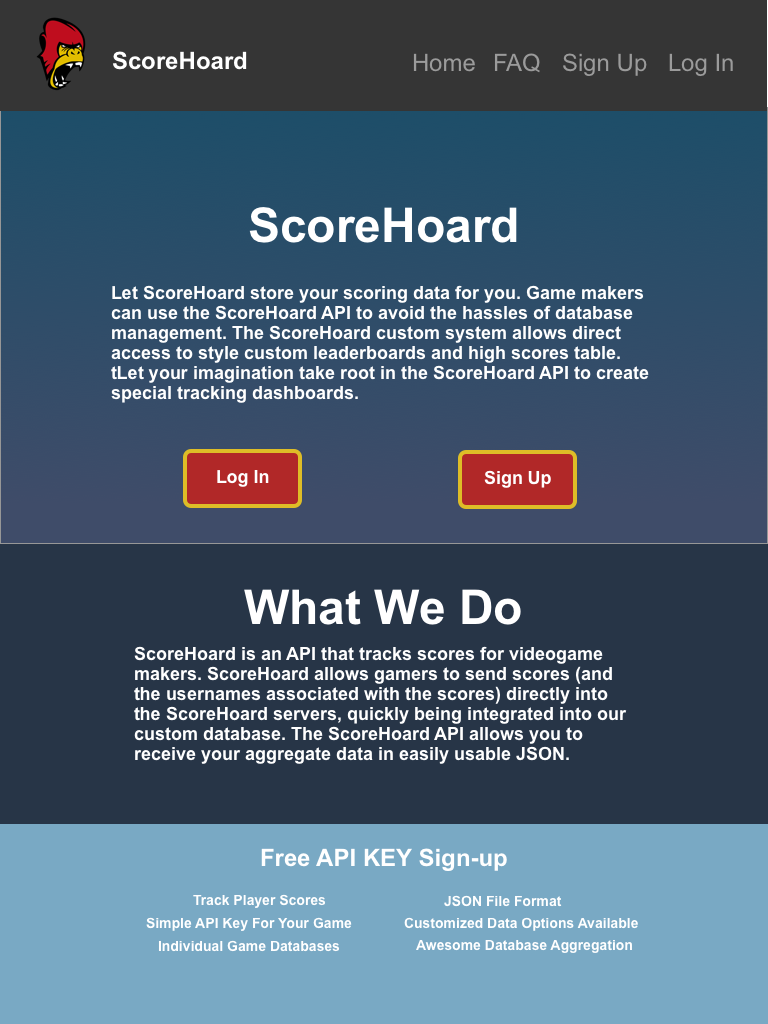 ScoreHoard
Home FAQ Sign Up Log In
ScoreHoard
Let ScoreHoard store your scoring data for you. Game makers
can use the ScoreHoard API to avoid the hassles of database
management. The ScoreHoard custom system allows direct
access to style custom leaderboards and high scores table.
tLet your imagination take root in the ScoreHoard API to create
special tracking dashboards.
Log In
Sign Up
What We Do
ScoreHoard is an API that tracks scores for videogame
makers. ScoreHoard allows gamers to send scores (and
the usernames associated with the scores) directly into
the ScoreHoard servers, quickly being integrated into our
custom database. The ScoreHoard API allows you to
receive your aggregate data in easily usable JSON.
Free API KEY Sign-up
Track Player Scores
Simple API Key For Your Game
Individual Game Databases
JSON File Format
Customized Data Options Available
Awesome Database Aggregation